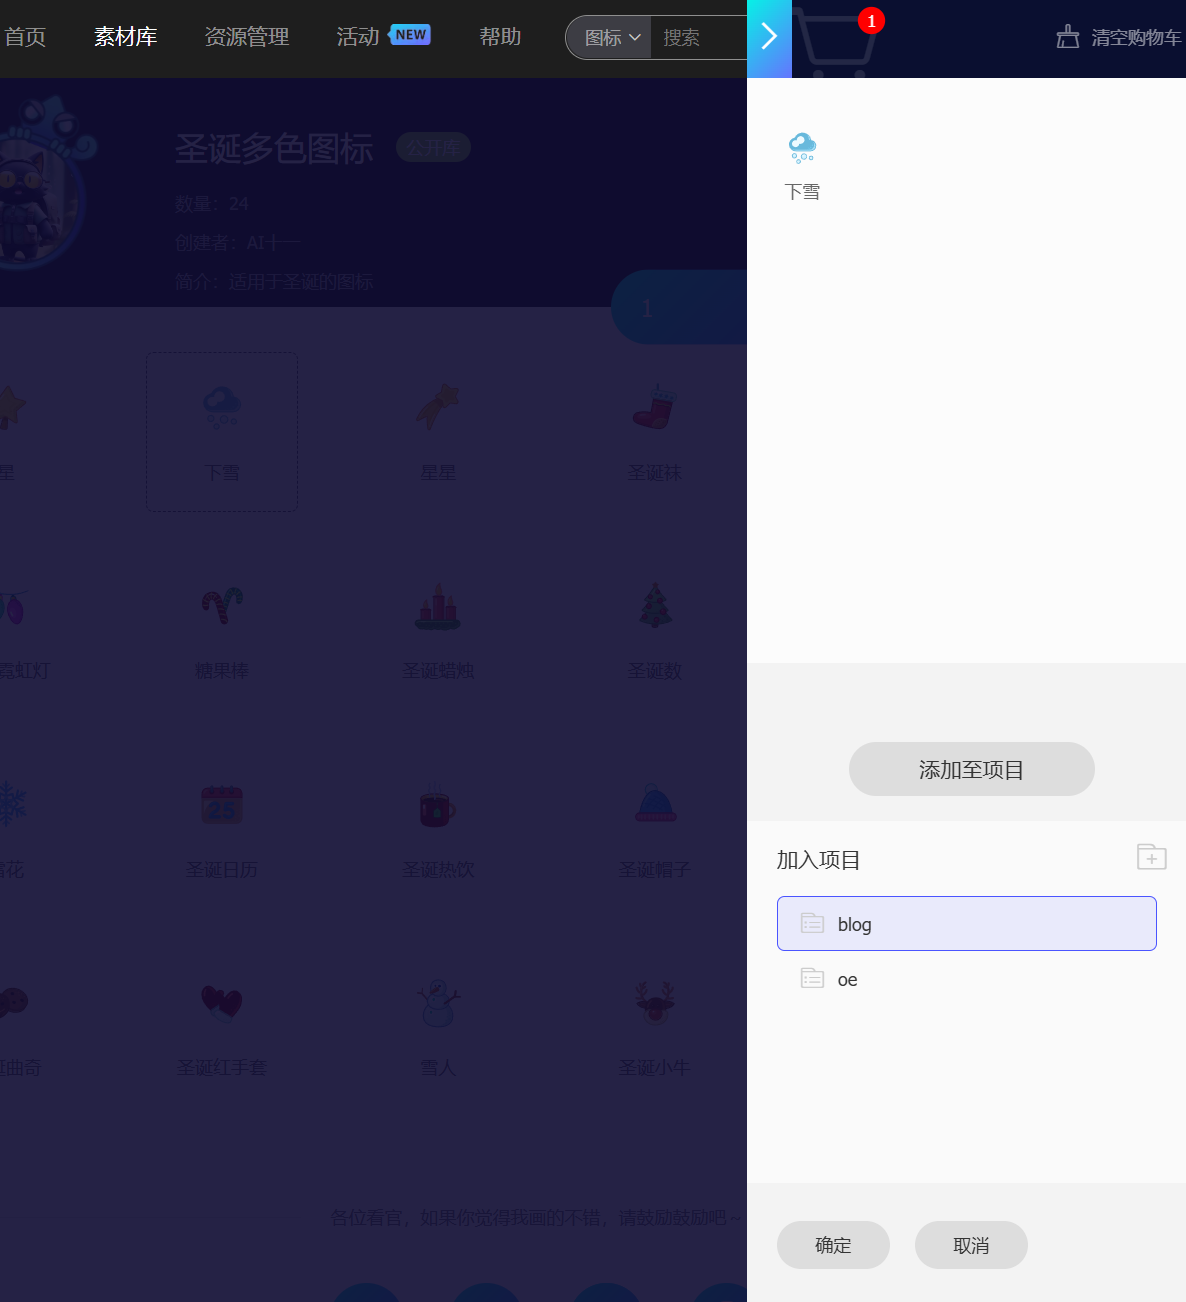 首页 素材库 资源管理 活动 NEW 帮助 图标 搜索 1 清空购物车
圣诞多色图标 公开库
数量：24
创建者：AI十一
简介：适用于圣诞的图标
1
下雪
星 下雪 星星 圣诞袜
霓虹灯 糖果棒 圣诞蜡烛 圣诞数
25
雪花 圣诞日历 圣诞热饮 圣诞帽子
诞曲奇 圣诞红手套 雪人 圣诞小牛
各位看官，如果你觉得我画的不错，请鼓励鼓励吧～
添加至项目
加入项目
blog
oe
确定 取消